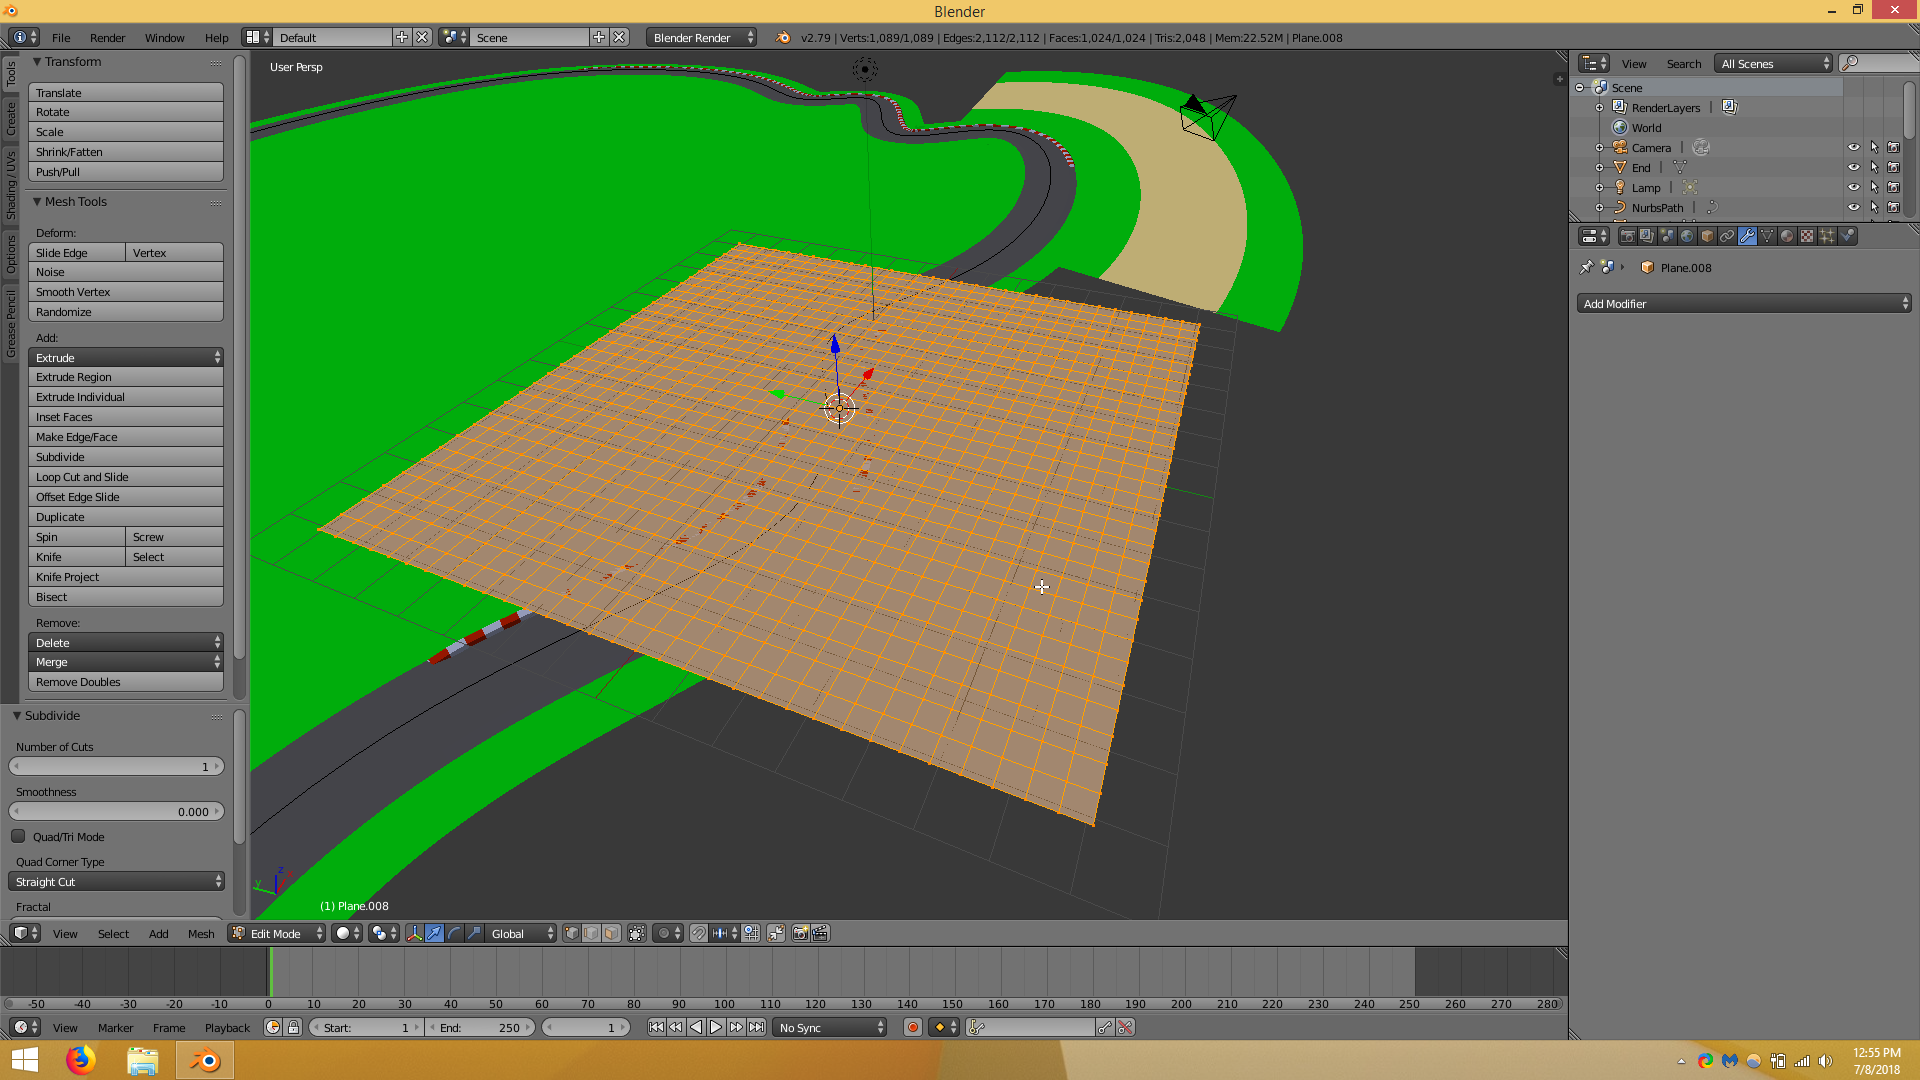 Blender
File Render Window Help Default Scene Blender Render v2.79 | Verts:1,089/1,089 | Edges:2,112/2,112 | Faces:1,024/1,024 | Tris:2,048 | Mem:22.52M | Plane.008
Tools
Create
Shading / UVs
Options
Grease Pencil
Transform
Translate
Rotate
Scale
Shrink/Fatten
Push/Pull
Mesh Tools
Deform:
Slide Edge Vertex
Noise
Smooth Vertex
Randomize
Add:
Extrude
Extrude Region
Extrude Individual
Inset Faces
Make Edge/Face
Subdivide
Loop Cut and Slide
Offset Edge Slide
Duplicate
Spin Screw
Knife Select
Knife Project
Bisect
Remove:
Delete
Merge
Remove Doubles
Subdivide
Number of Cuts
1
Smoothness
0.000
Quad/Tri Mode
Quad Corner Type
Straight Cut
Fractal
User Persp
z
y
(1) Plane.008
View Select Add Mesh Edit Mode Global
View Search All Scenes
Scene
RenderLayers
World
Camera
End
Lamp
NurbsPath
Plane.008
Add Modifier
-50 -40 -30 -20 -10 0 10 20 30 40 50 60 70 80 90 100 110 120 130 140 150 160 170 180 190 200 210 220 230 240 250 260 270 280
View Marker Frame Playback Start: 1 End: 250 1 No Sync
12:55 PM
7/8/2018